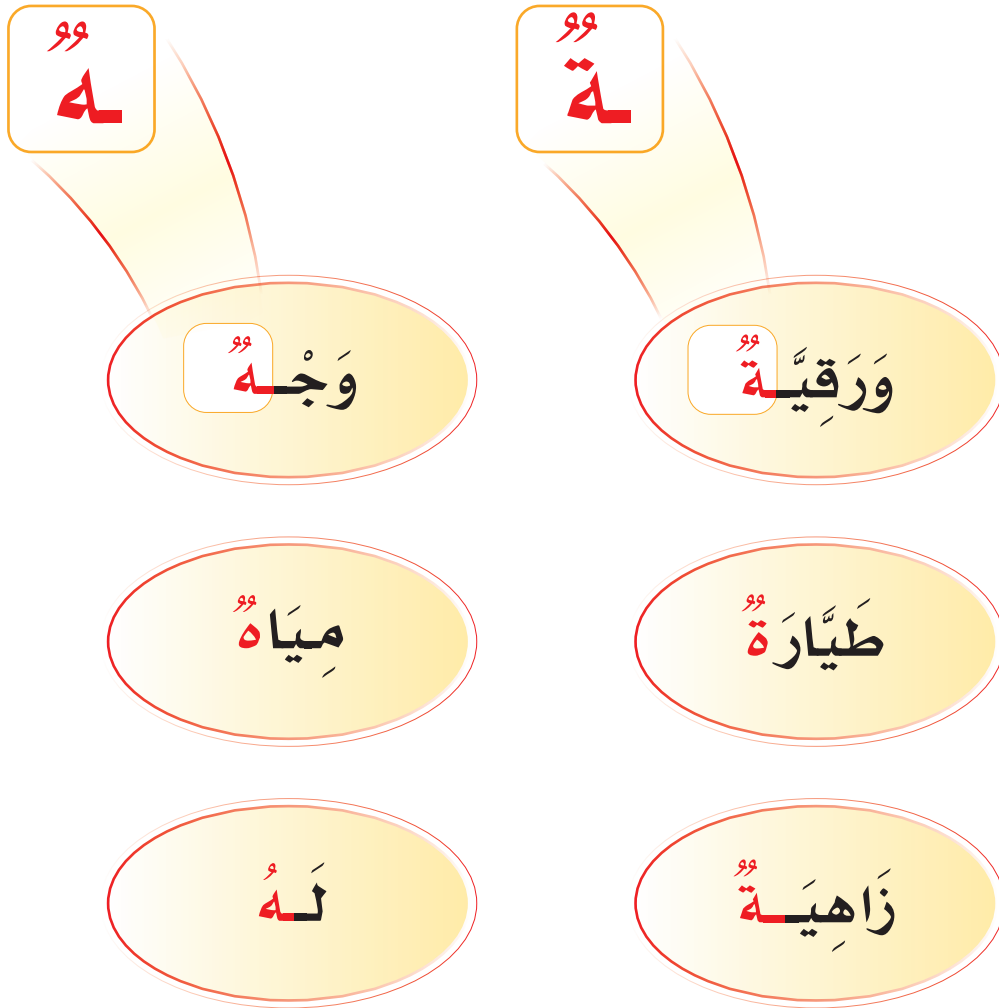 ـةٌ
ـهٌ
وَرَقِيَّـةٌ
وَجْـهٌ
طَيَّارَةٌ
مِيَاهٌ
زَاهِيَـةٌ
لَـهُ